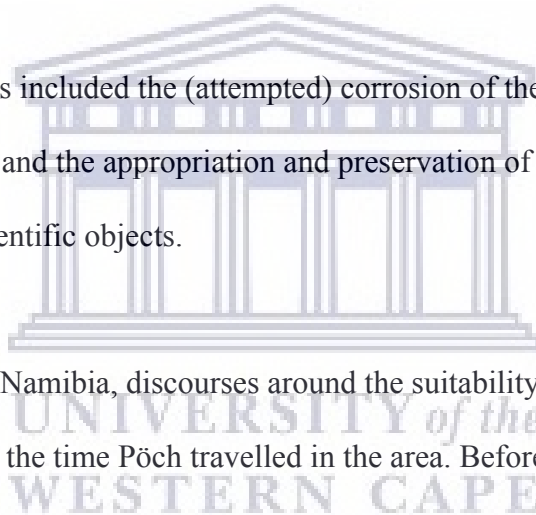 s included the (attempted) corrosion of the
and the appropriation and preservation of
entific objects.
Namibia, discourses around the suitability
UNIVERSITY of the
the time Pöch travelled in the area. Before
WESTERN CAPE